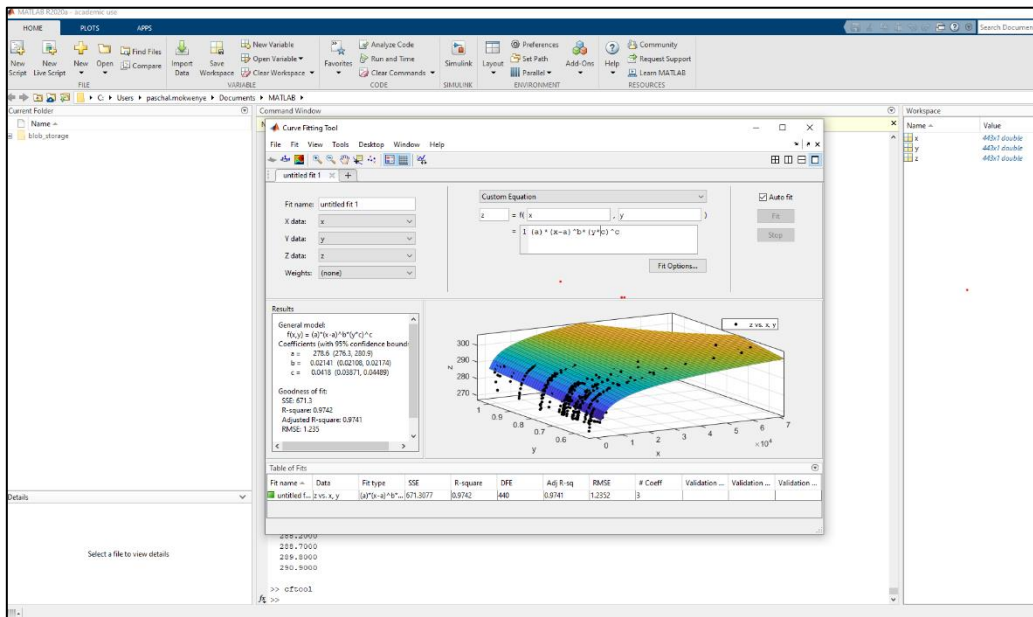 MATLAB R2020a - academic use
HOME PLOTS APPS
Search Documen
New Script
New Live Script
New
Open
Find Files
Compare
Import Data
Save Workspace
New Variable
Open Variable
Clear Workspace
Favorites
Analyze Code
Run and Time
Clear Commands
Simulink
Layout
Preferences
Set Path
Parallel
Add-Ons
Help
Community
Request Support
Learn MATLAB
FILE VARIABLE CODE SIMULINK ENVIRONMENT RESOURCES
C: Users paschal.mokwenye Documents MATLAB
Current Folder
Name
blob_storage
Command Window
Workspace
Name Value
x 443x1 double
y 443x1 double
z 443x1 double
Curve Fitting Tool
File Fit View Tools Desktop Window Help
untitled fit 1
Fit name: untitled fit 1
X data: x
Y data: y
Z data: z
Weights: (none)
Custom Equation
z = f( x , y )
= 1 (a)*(x-a)^b*(y*c)^c
Fit Options...
Auto fit
Fit
Stop
Results
General model:
f(x,y) = (a)*(x-a)^b*(y*c)^c
Coefficients (with 95% confidence bound
a = 278.6 (276.3, 280.9)
b = 0.02141 (0.02108, 0.02174)
c = 0.0418 (0.03871, 0.04489)
Goodness of fit:
SSE: 671.3
R-square: 0.9742
Adjusted R-square: 0.9741
RMSE: 1.235
z vs. x, y
300
290
280
270
z
1 0.9 0.8 0.7 0.6
y
0 1 2 3 4 5 6 7
×10⁴
x
Table of Fits
Fit name Data Fit type SSE R-square DFE Adj R-sq RMSE # Coeff Validation ... Validation ... Validation ...
untitled f... z vs. x, y (a)*(x-a)^b*... 671.3077 0.9742 440 0.9741 1.2352 3
Details
Select a file to view details
288.7000
289.8000
290.9000
>> cftool
fx >>